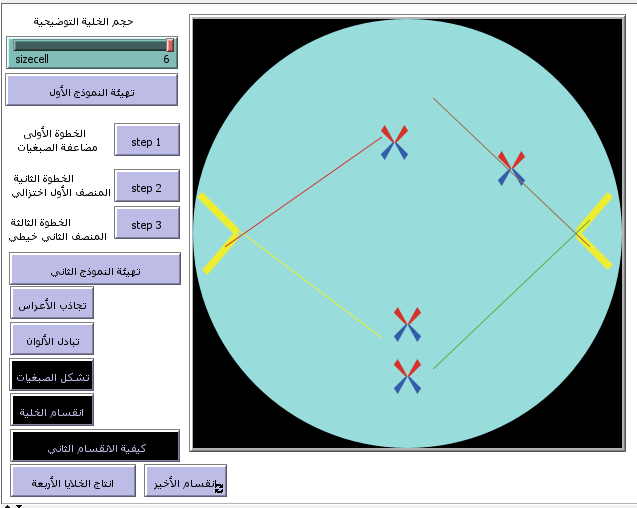 حجم الخلية التوضيحية
sizecell 6
تهيئة النموذج الأول
الخطوة الأولى
مضاعفة الصبغيات
step 1
الخطوة الثانية
المنصف الأول اختزالي
step 2
الخطوة الثالثة
المنصف الثاني خيطي
step 3
تهيئة النموذج الثاني
تجاذب الأعراس
تبادل الألوان
تشكل الصبغيات
انقسام الخلية
كيفية الانقسام الثاني
انتاج الخلايا الأربعة
انقسام الأخير